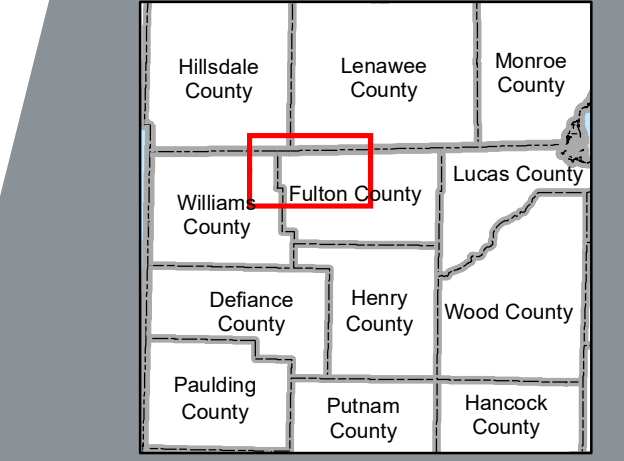 Hillsdale
County
Lenawee
County
Monroe
County
Lucas County
Fulton County
Williams
County
Defiance
County
Henry
County
Wood County
Paulding
County
Putnam
County
Hancock
County